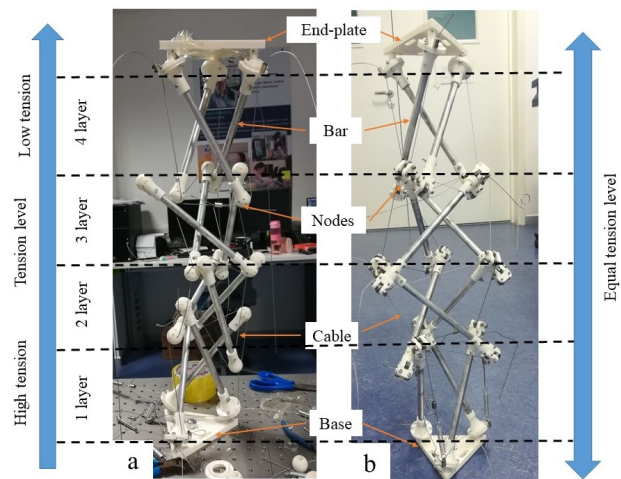 End-plate
Low tension
4 layer
Bar
Tension level
3 layer
Nodes
Equal tension level
2 layer
Cable
High tension
1 layer
Base
a
b